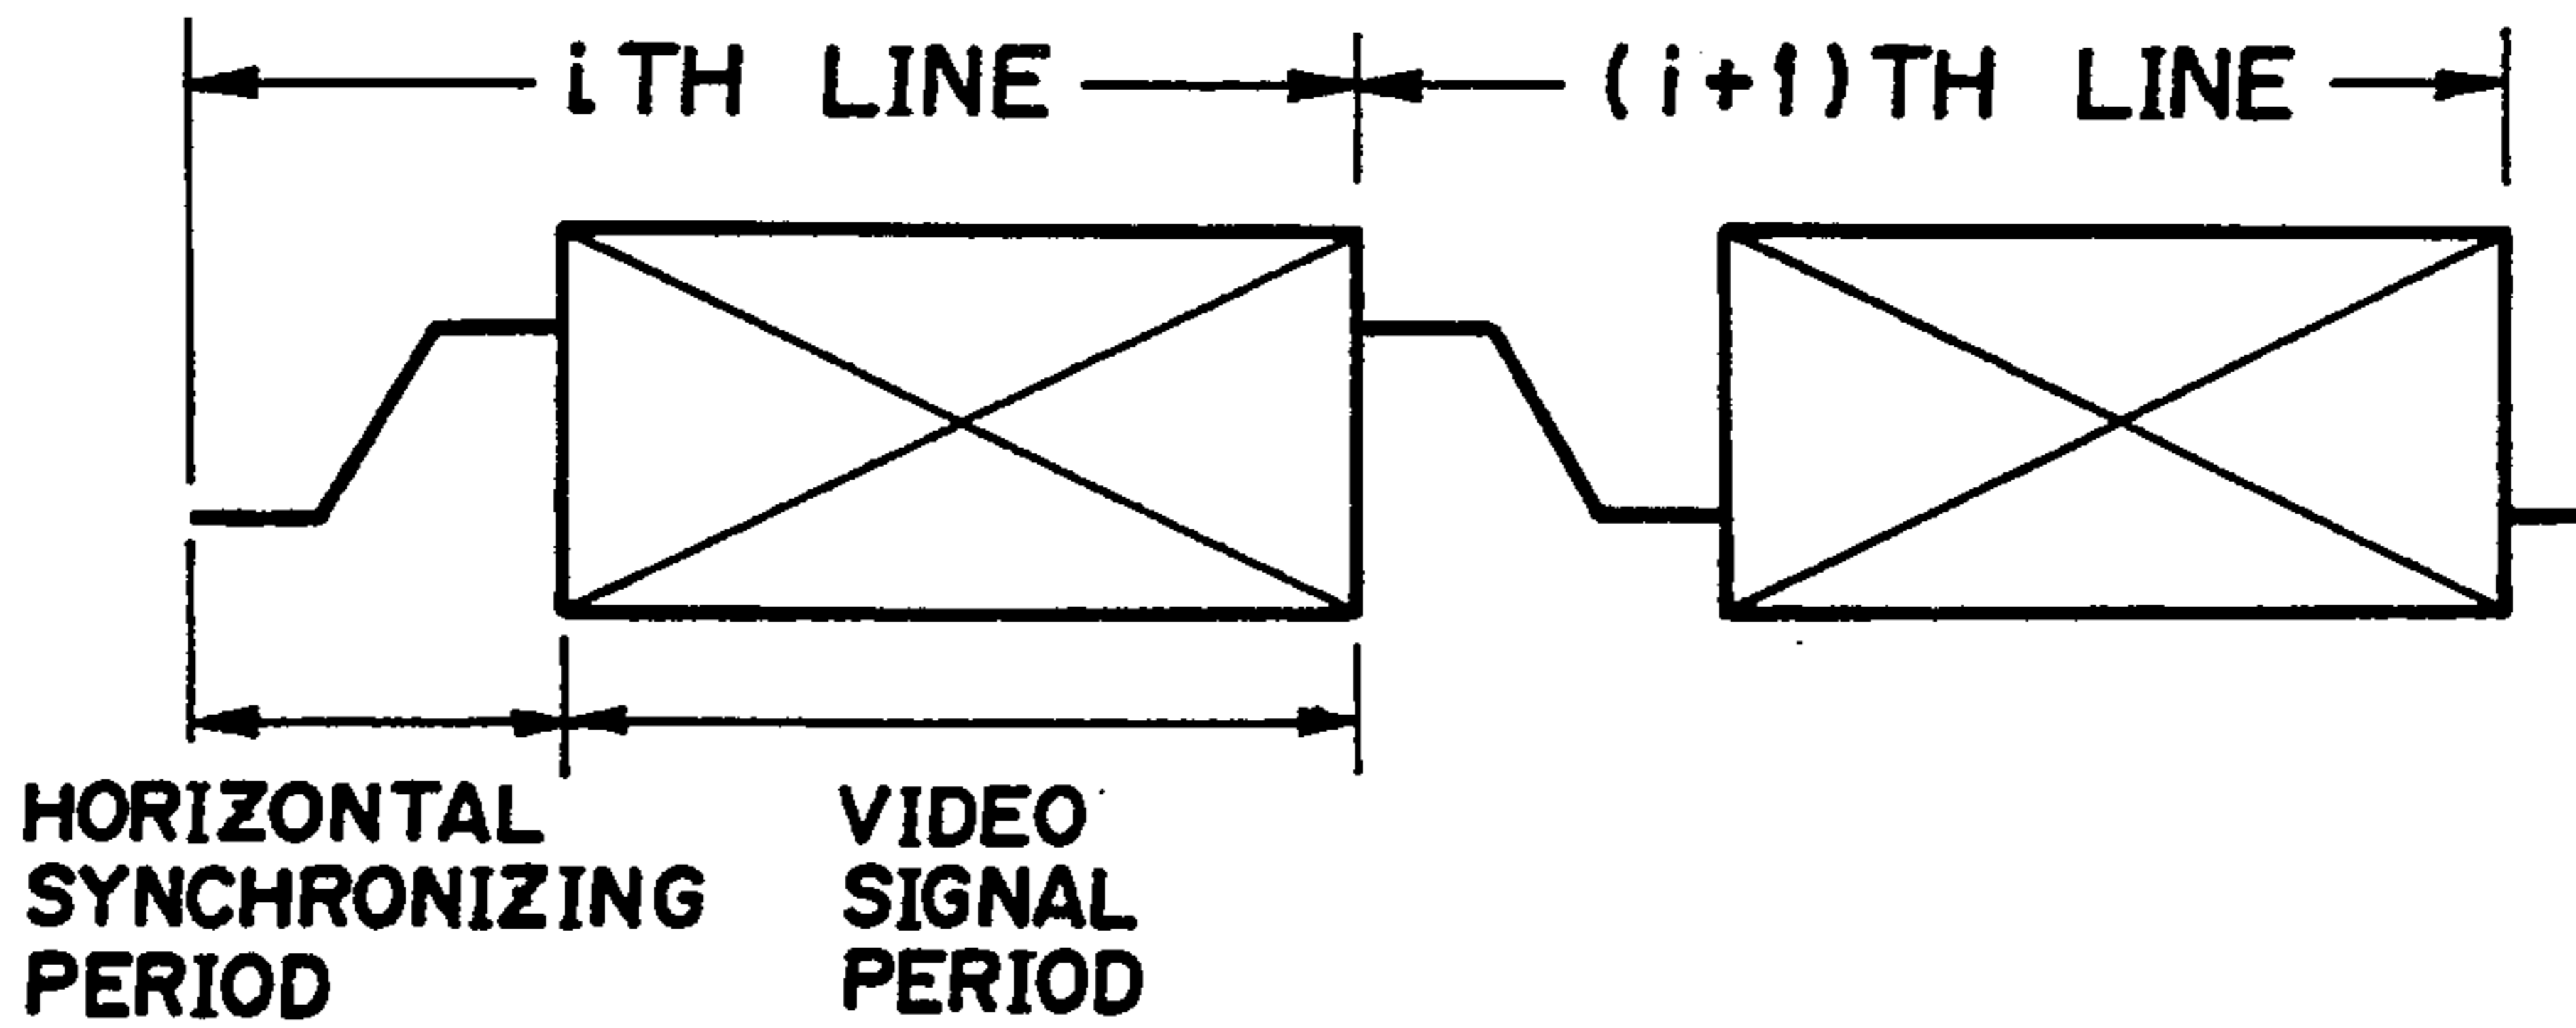 iTH LINE
(i+1)TH LINE
HORIZONTAL
SYNCHRONIZING
PERIOD
VIDEO
SIGNAL
PERIOD